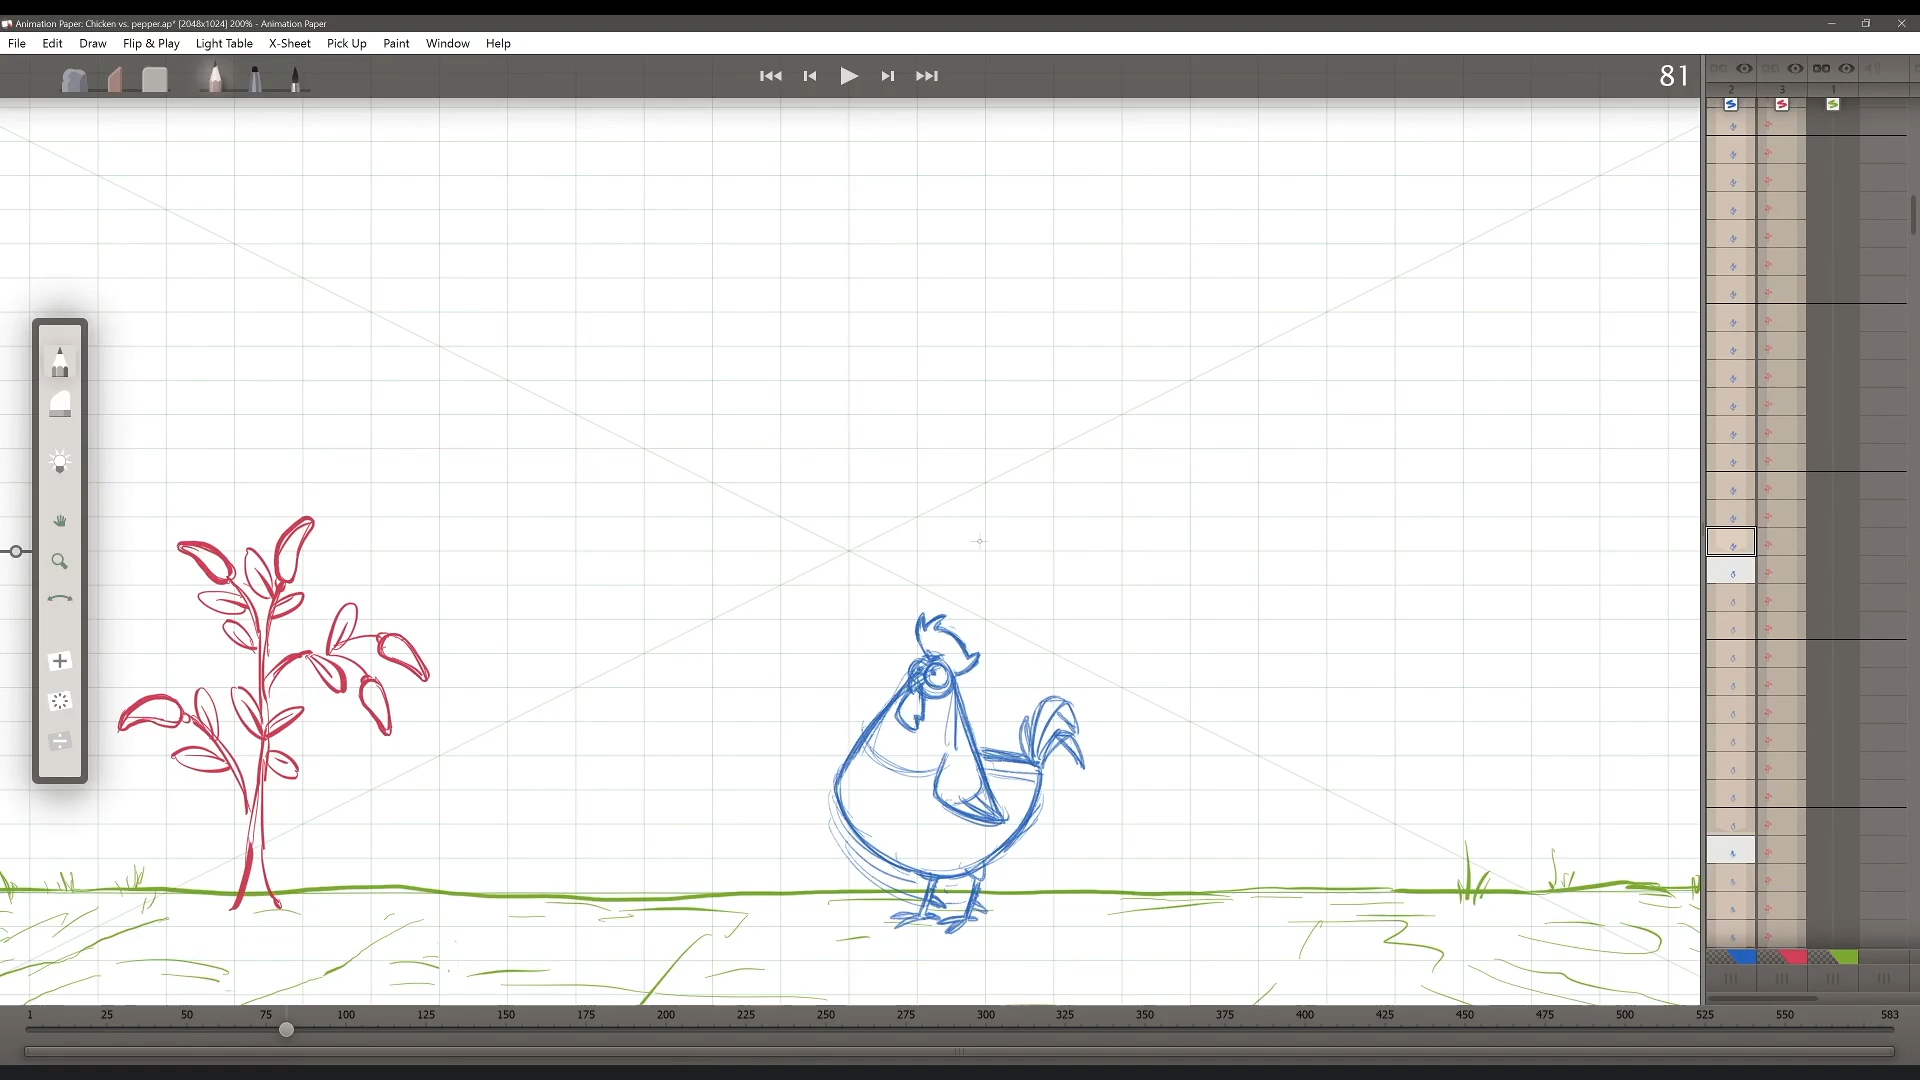 Animation Paper: Chicken vs. pepper.ap* [2048x1024] 200% - Animation Paper
File Edit Draw Flip & Play Light Table X-Sheet Pick Up Paint Window Help
81
2 3 1
1 25 50 75 100 125 150 175 200 225 250 275 300 325 350 375 400 425 450 475 500 525 550 583